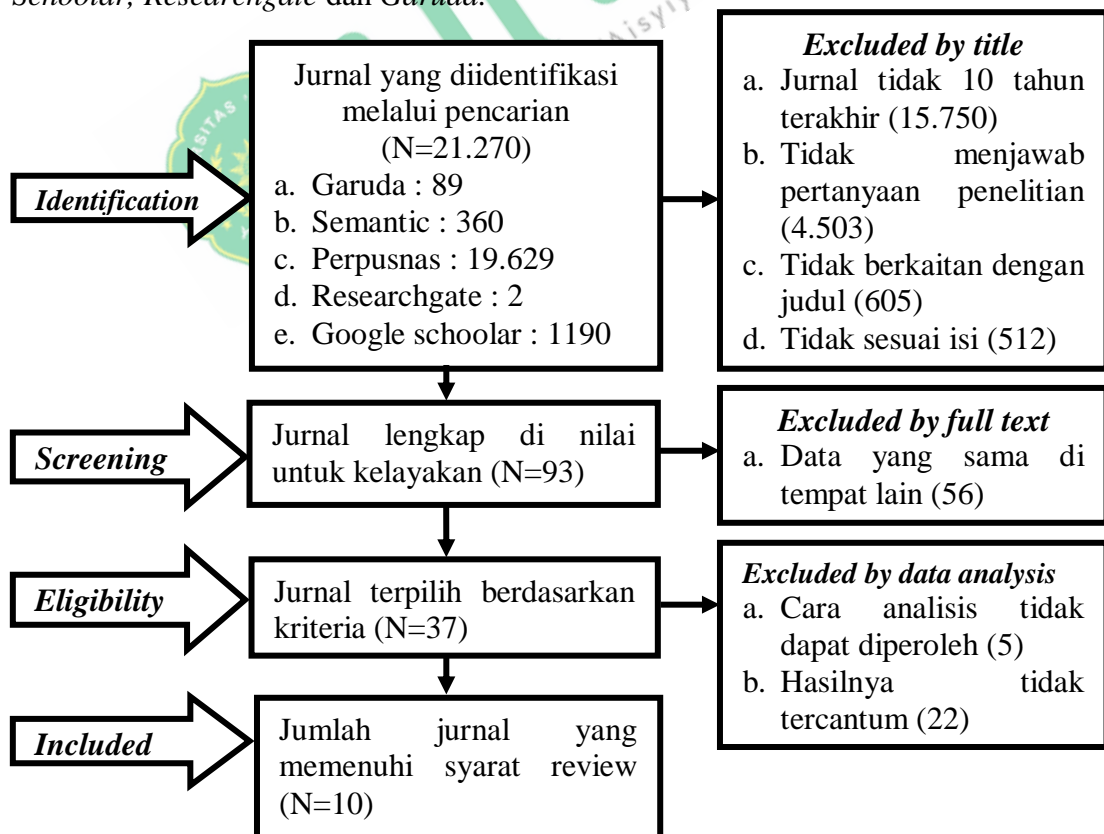 Schoolar, Researchgate dan Garuda.
Jurnal yang diidentifikasi
melalui pencarian
(N=21.270)
a. Garuda : 89
b. Semantic : 360
c. Perpusnas : 19.629
d. Researchgate : 2
e. Google schoolar : 1190
Excluded by title
a. Jurnal tidak 10 tahun
terakhir (15.750)
b. Tidak menjawab
pertanyaan penelitian
(4.503)
c. Tidak berkaitan dengan
judul (605)
d. Tidak sesuai isi (512)
Identification
Screening
Jurnal lengkap di nilai
untuk kelayakan (N=93)
Excluded by full text
a. Data yang sama di
tempat lain (56)
Eligibility
Jurnal terpilih berdasarkan
kriteria (N=37)
Excluded by data analysis
a. Cara analisis tidak
dapat diperoleh (5)
b. Hasilnya tidak
tercantum (22)
Included
Jumlah jurnal yang
memenuhi syarat review
(N=10)